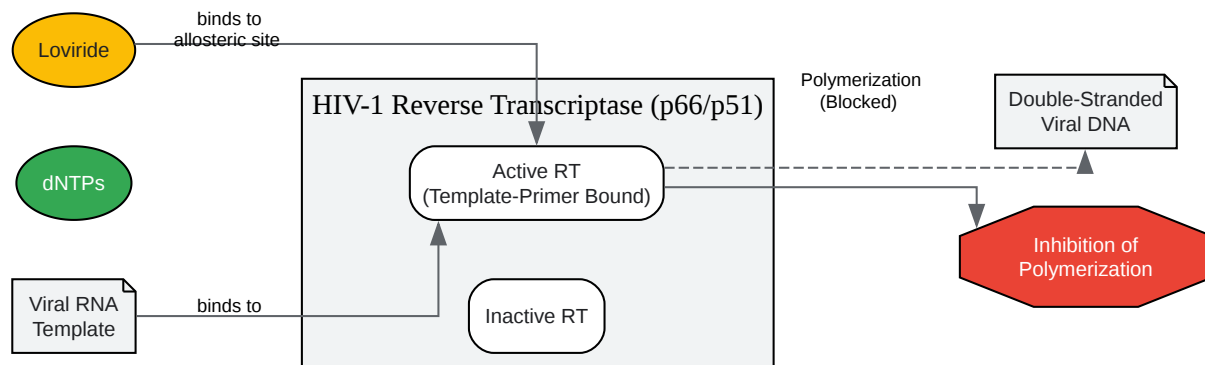 Loviride
binds to
allosteric site
HIV-1 Reverse Transcriptase (p66/p51)
Polymerization
(Blocked)
Double-Stranded
Viral DNA
dNTPs
Active RT
(Template-Primer Bound)
Inhibition of
Polymerization
Viral RNA
Template
binds to
Inactive RT